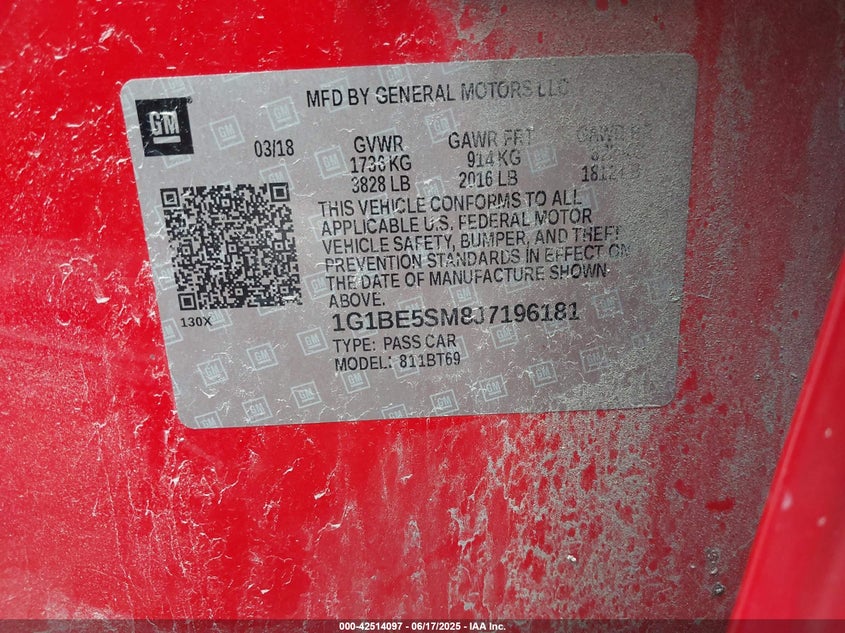 MFD BY GENERAL MOTORS LLC
GM
03/18
GVWR GAWR FRT GAWR RR
1736 KG 914 KG
3828 LB 2016 LB
THIS VEHICLE CONFORMS TO ALL
APPLICABLE U.S. FEDERAL MOTOR
VEHICLE SAFETY, BUMPER, AND THEFT
PREVENTION STANDARDS IN EFFECT ON
THE DATE OF MANUFACTURE SHOWN
ABOVE.
130X
1G1BE5SM8J7196181
TYPE: PASS CAR
MODEL: 811BT69
000-42514097 - 06/17/2025 - IAA Inc.